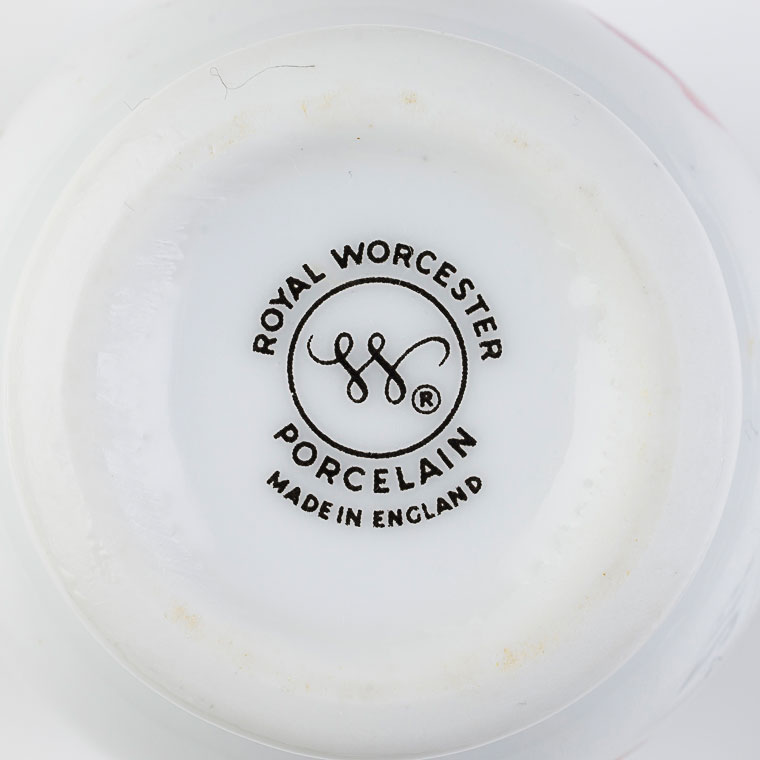 ROYAL WORCESTER
W®
PORCELAIN
MADE IN ENGLAND